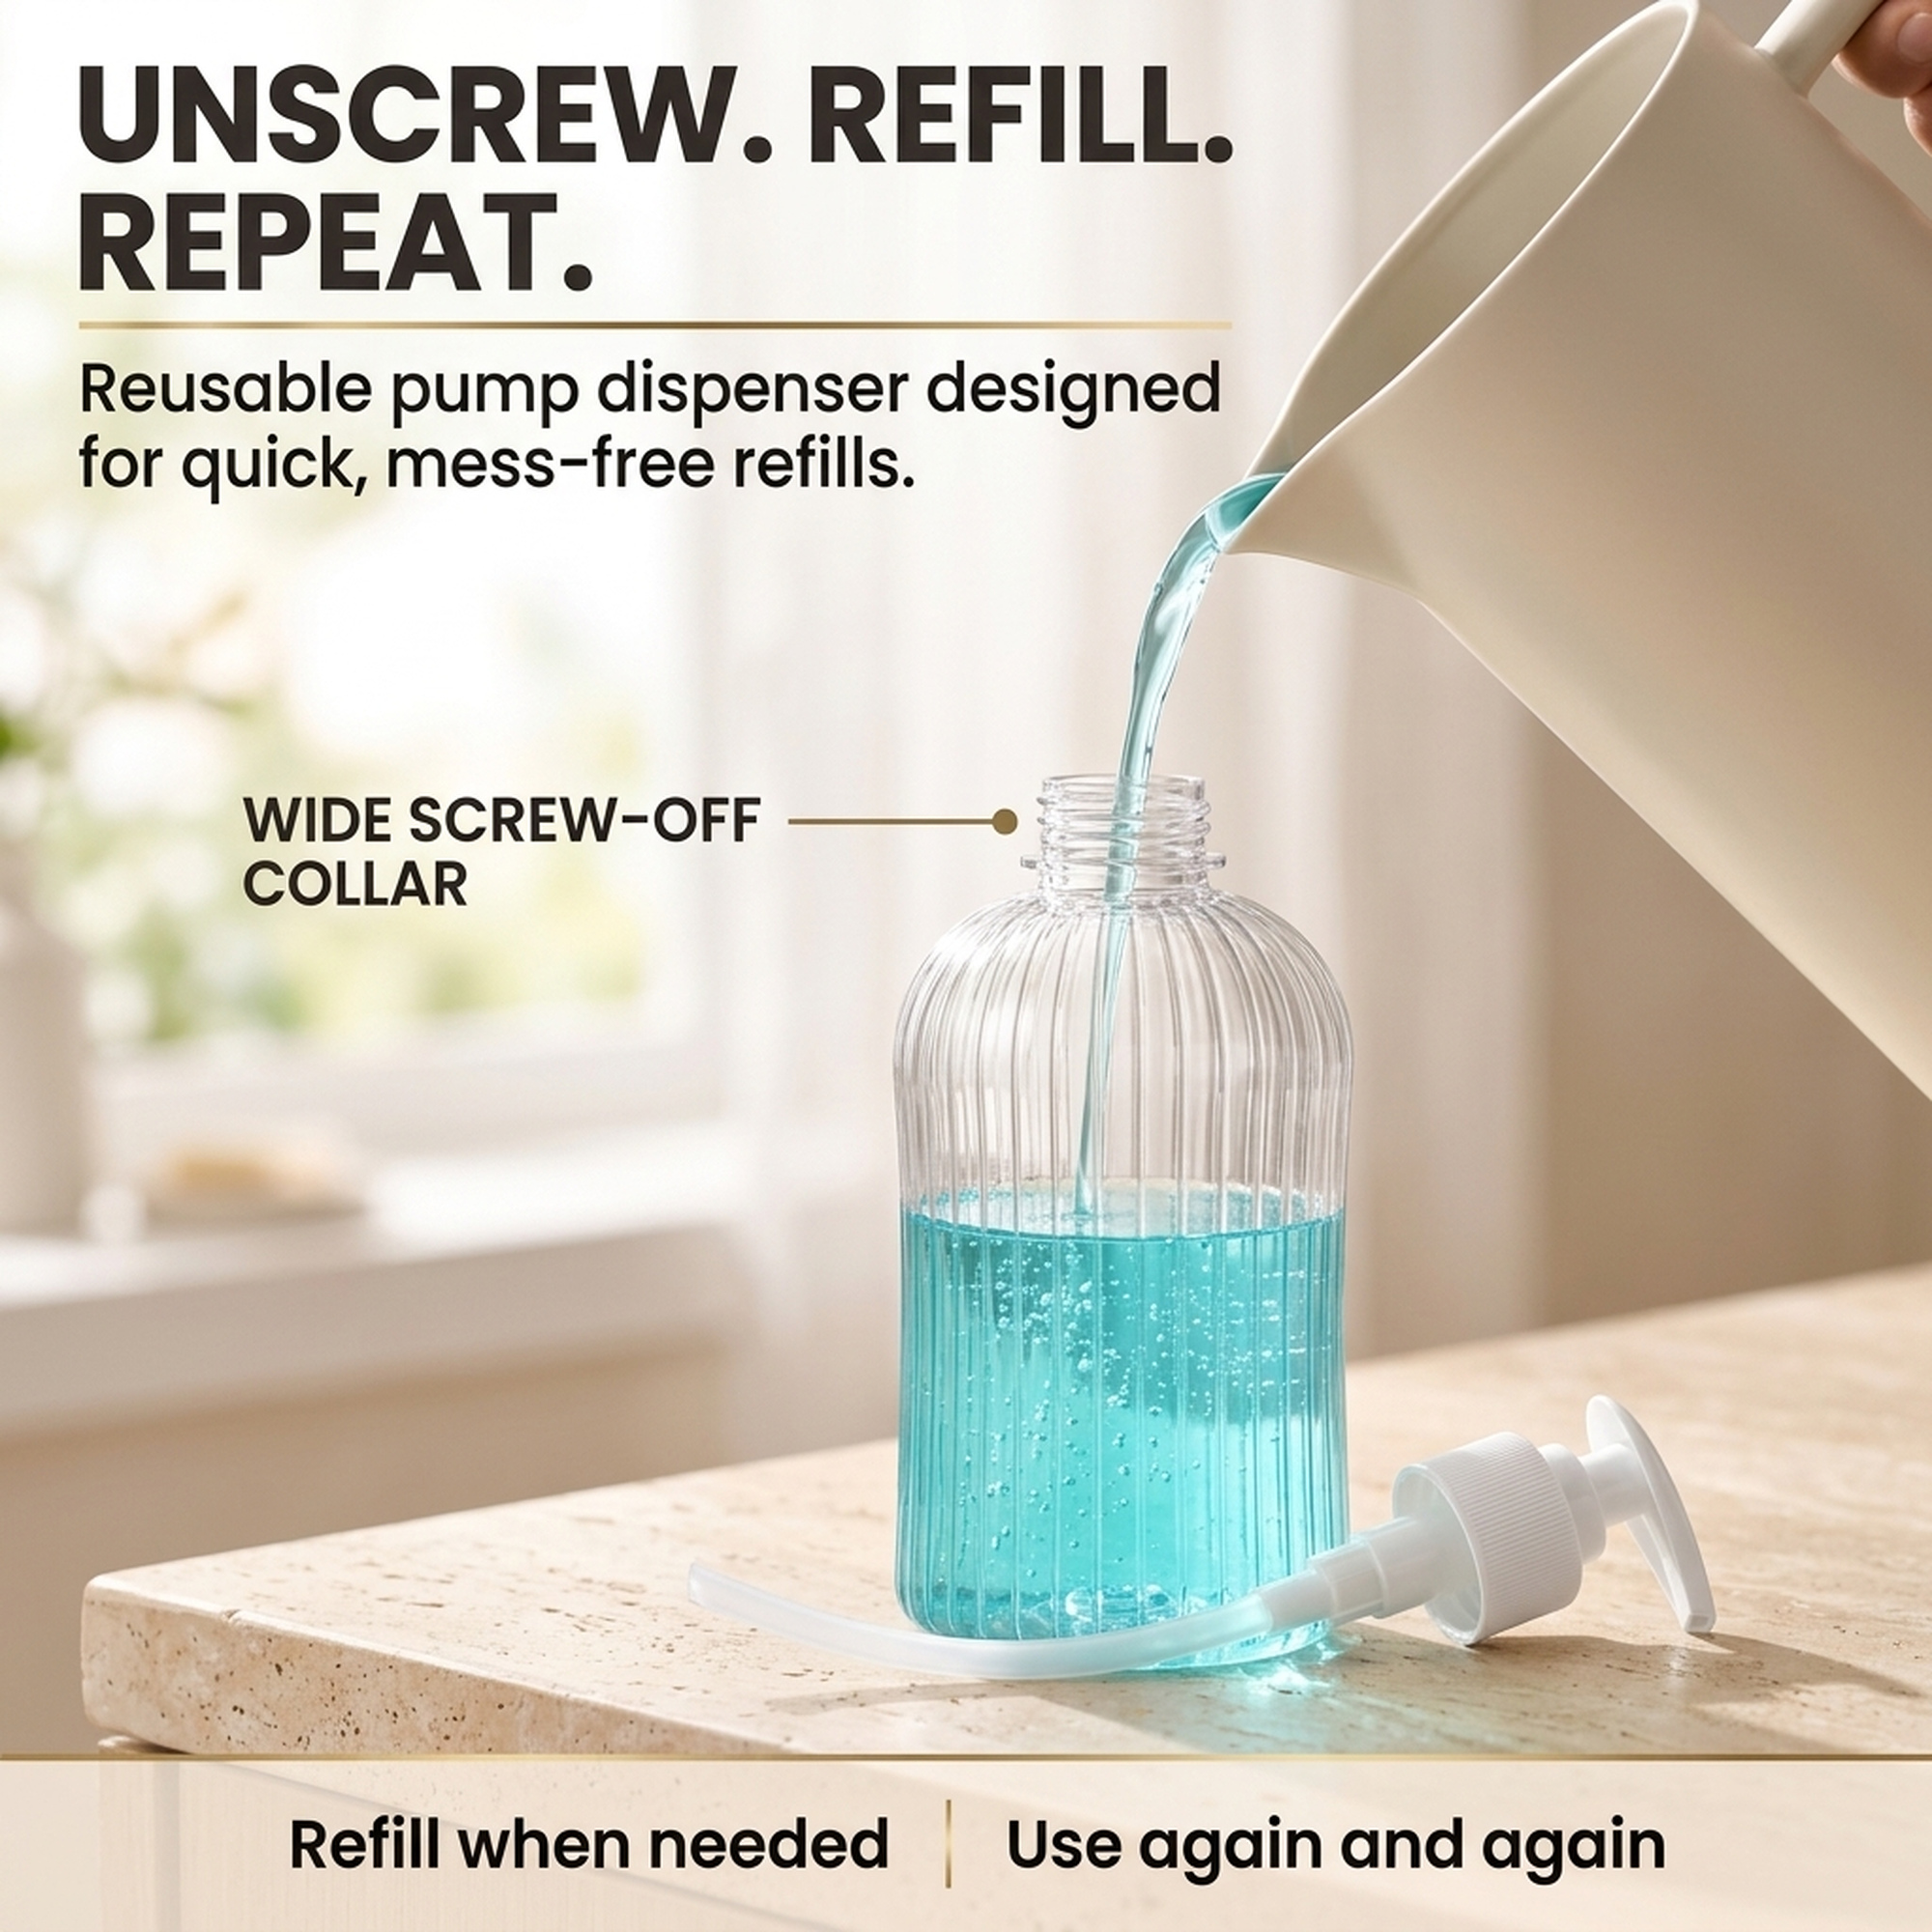 UNSCREW. REFILL.
REPEAT.
Reusable pump dispenser designed
for quick, mess-free refills.
WIDE SCREW-OFF
COLLAR
Refill when needed
Use again and again